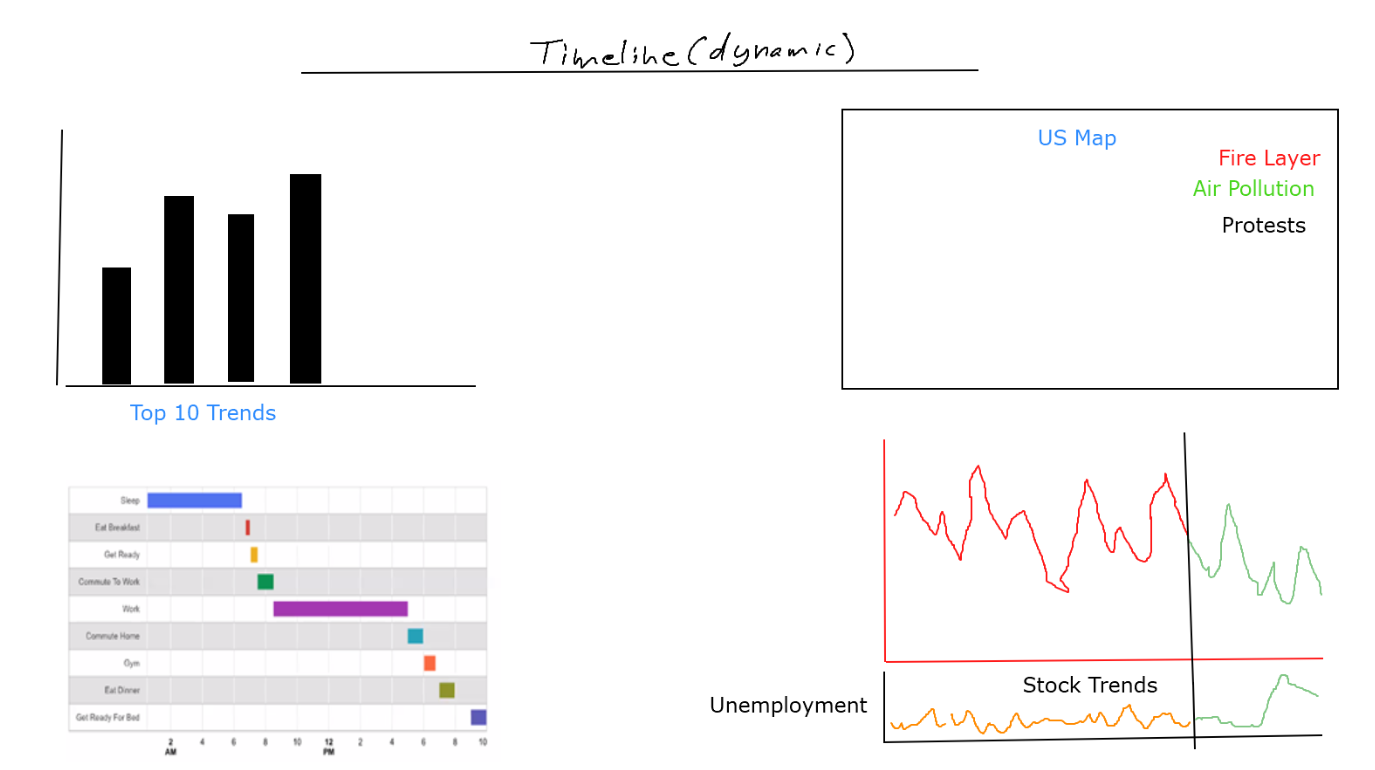 Timeline (dynamic)
US Map
Fire Layer
Air Pollution
Protests
Top 10 Trends
Sleep
Eat Breakfast
Get Ready
Commute To Work
Work
Commute Home
Gym
Eat Dinner
Get Ready For Bed
2 4 6 8 10 12 2 4 6 8 10
AM PM
Stock Trends
Unemployment